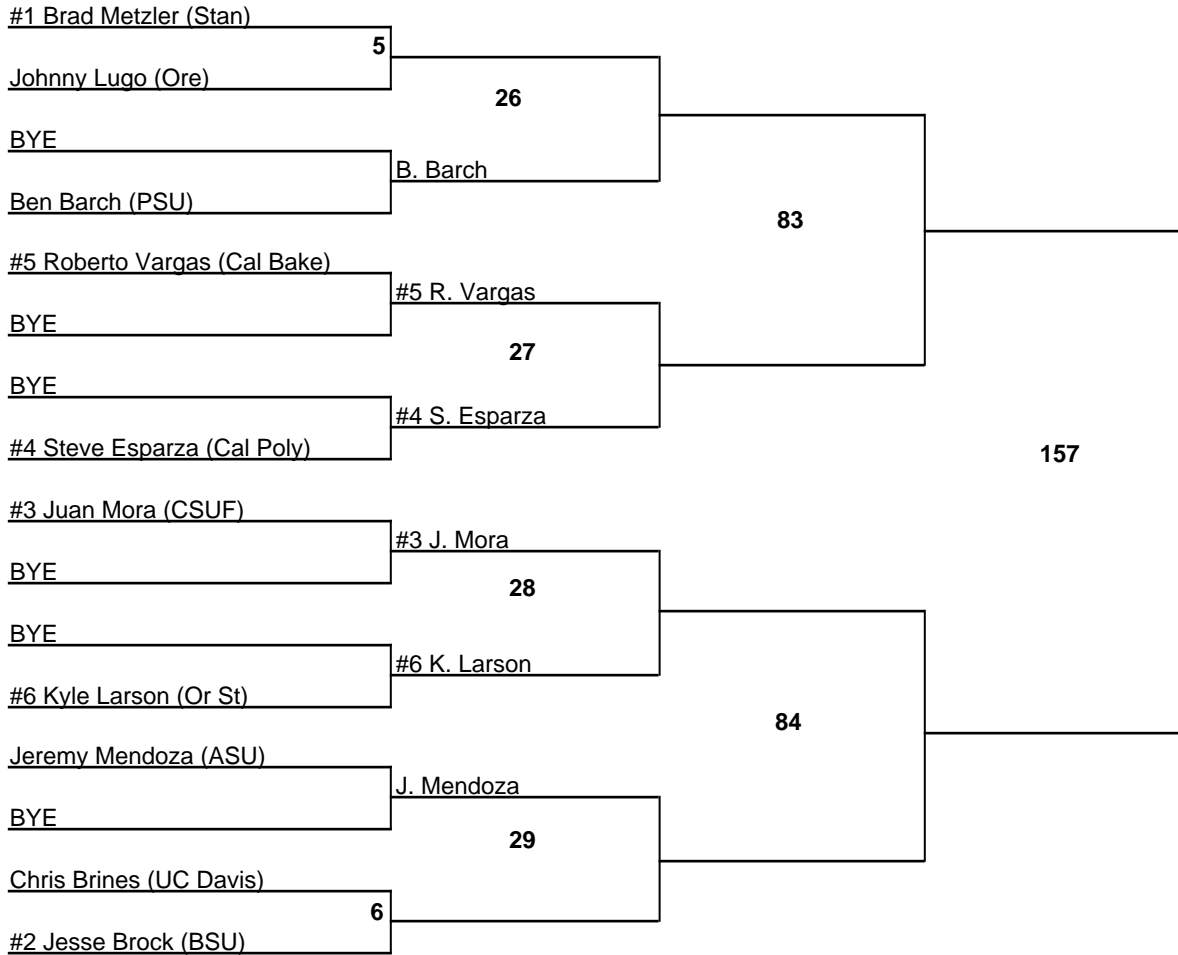 #1 Brad Metzler (Stan)
5
Johnny Lugo (Ore)
26
BYE
B. Barch
Ben Barch (PSU)
83
#5 Roberto Vargas (Cal Bake)
#5 R. Vargas
BYE
27
BYE
#4 S. Esparza
#4 Steve Esparza (Cal Poly)
157
#3 Juan Mora (CSUF)
#3 J. Mora
BYE
28
BYE
#6 K. Larson
#6 Kyle Larson (Or St)
84
Jeremy Mendoza (ASU)
J. Mendoza
BYE
29
Chris Brines (UC Davis)
6
#2 Jesse Brock (BSU)